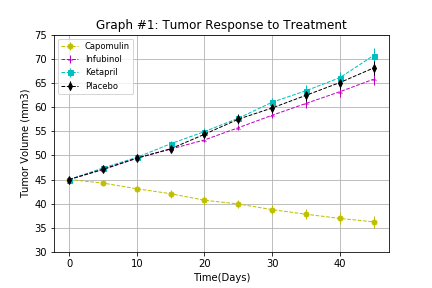 Graph #1: Tumor Response to Treatment
Capomulin
Infubinol
Ketapril
Placebo
Tumor Volume (mm3)
75
70
65
60
55
50
45
40
35
30
0 10 20 30 40
Time(Days)